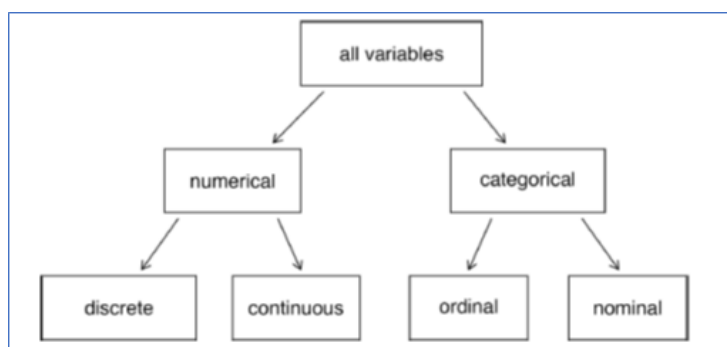 all variables
numerical
categorical
discrete
continuous
ordinal
nominal